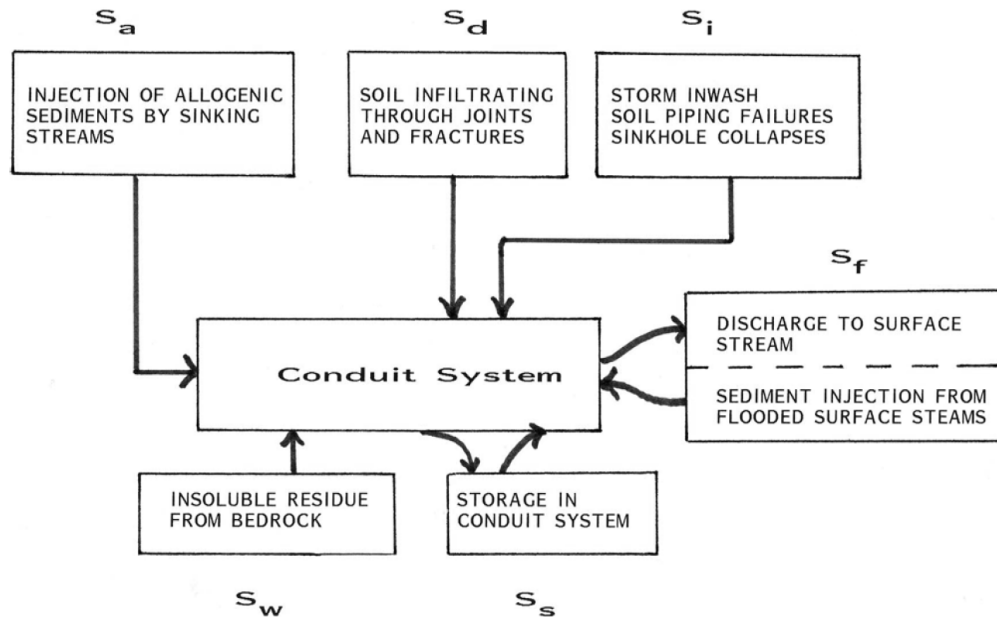 Sa
Sd
Si
INJECTION OF ALLOGENIC
SEDIMENTS BY SINKING
STREAMS
SOIL INFILTRATING
THROUGH JOINTS
AND FRACTURES
STORM INWASH
SOIL PIPING FAILURES
SINKHOLE COLLAPSES
Sf
DISCHARGE TO SURFACE
STREAM
SEDIMENT INJECTION FROM
FLOODED SURFACE STEAMS
Conduit System
INSOLUBLE RESIDUE
FROM BEDROCK
STORAGE IN
CONDUIT SYSTEM
Sw
Ss